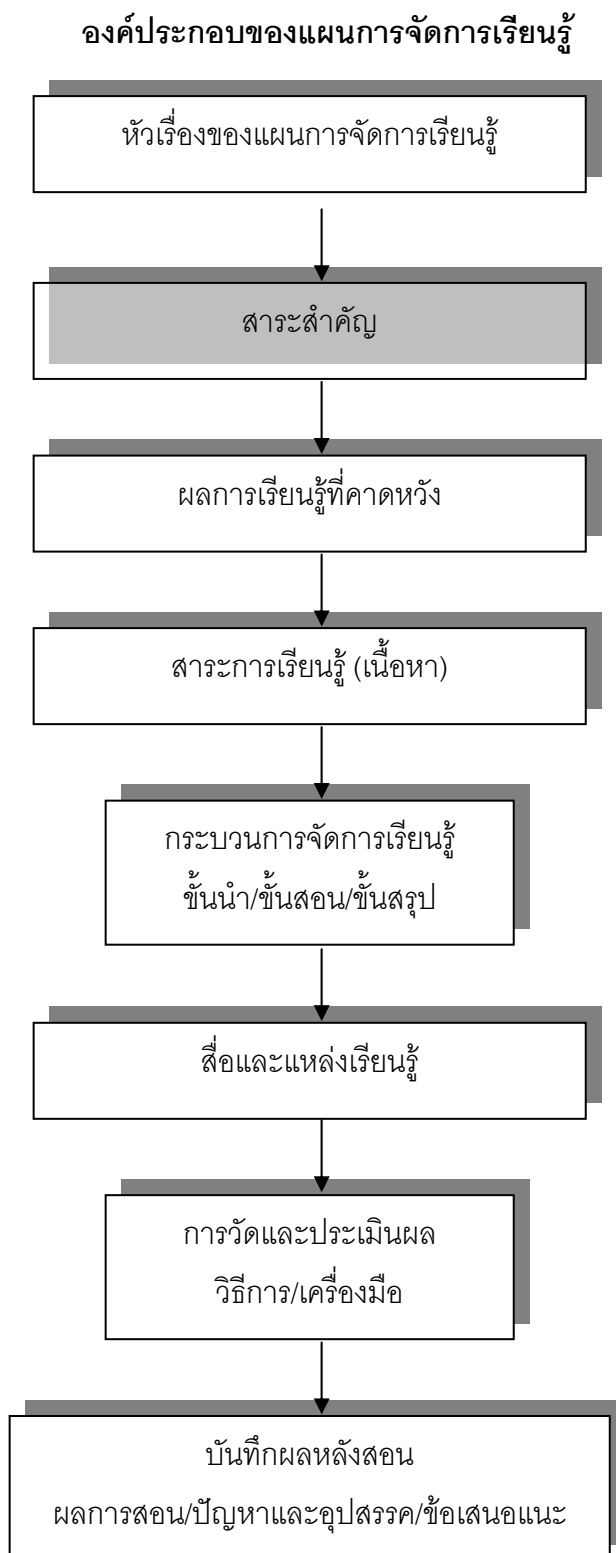 องค์ประกอบของแผนการจัดการเรียนรู้
หัวเรื่องของแผนการจัดการเรียนรู้
สาระสำคัญ
ผลการเรียนรู้ที่คาดหวัง
สาระการเรียนรู้ (เนื้อหา)
กระบวนการจัดการเรียนรู้
ขั้นนำ/ขั้นสอน/ขั้นสรุป
สื่อและแหล่งเรียนรู้
การวัดและประเมินผล
วิธีการ/เครื่องมือ
บันทึกผลหลังสอน
ผลการสอน/ปัญหาและอุปสรรค/ข้อเสนอแนะ